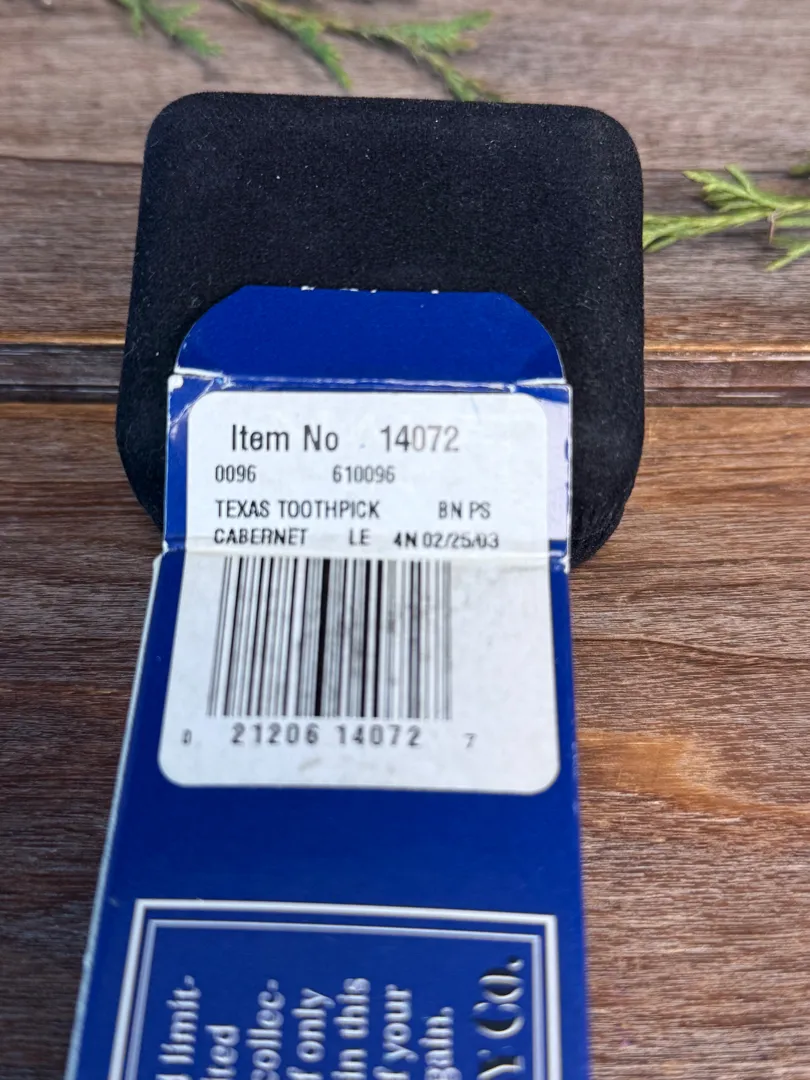 Item No 14072
0096 610096
TEXAS TOOTHPICK BN PS
CABERNET LE 4N 02/25/03
0 21206 14072 7
d limit-
collec-
f only
in this
f your
gain.
Y Co.